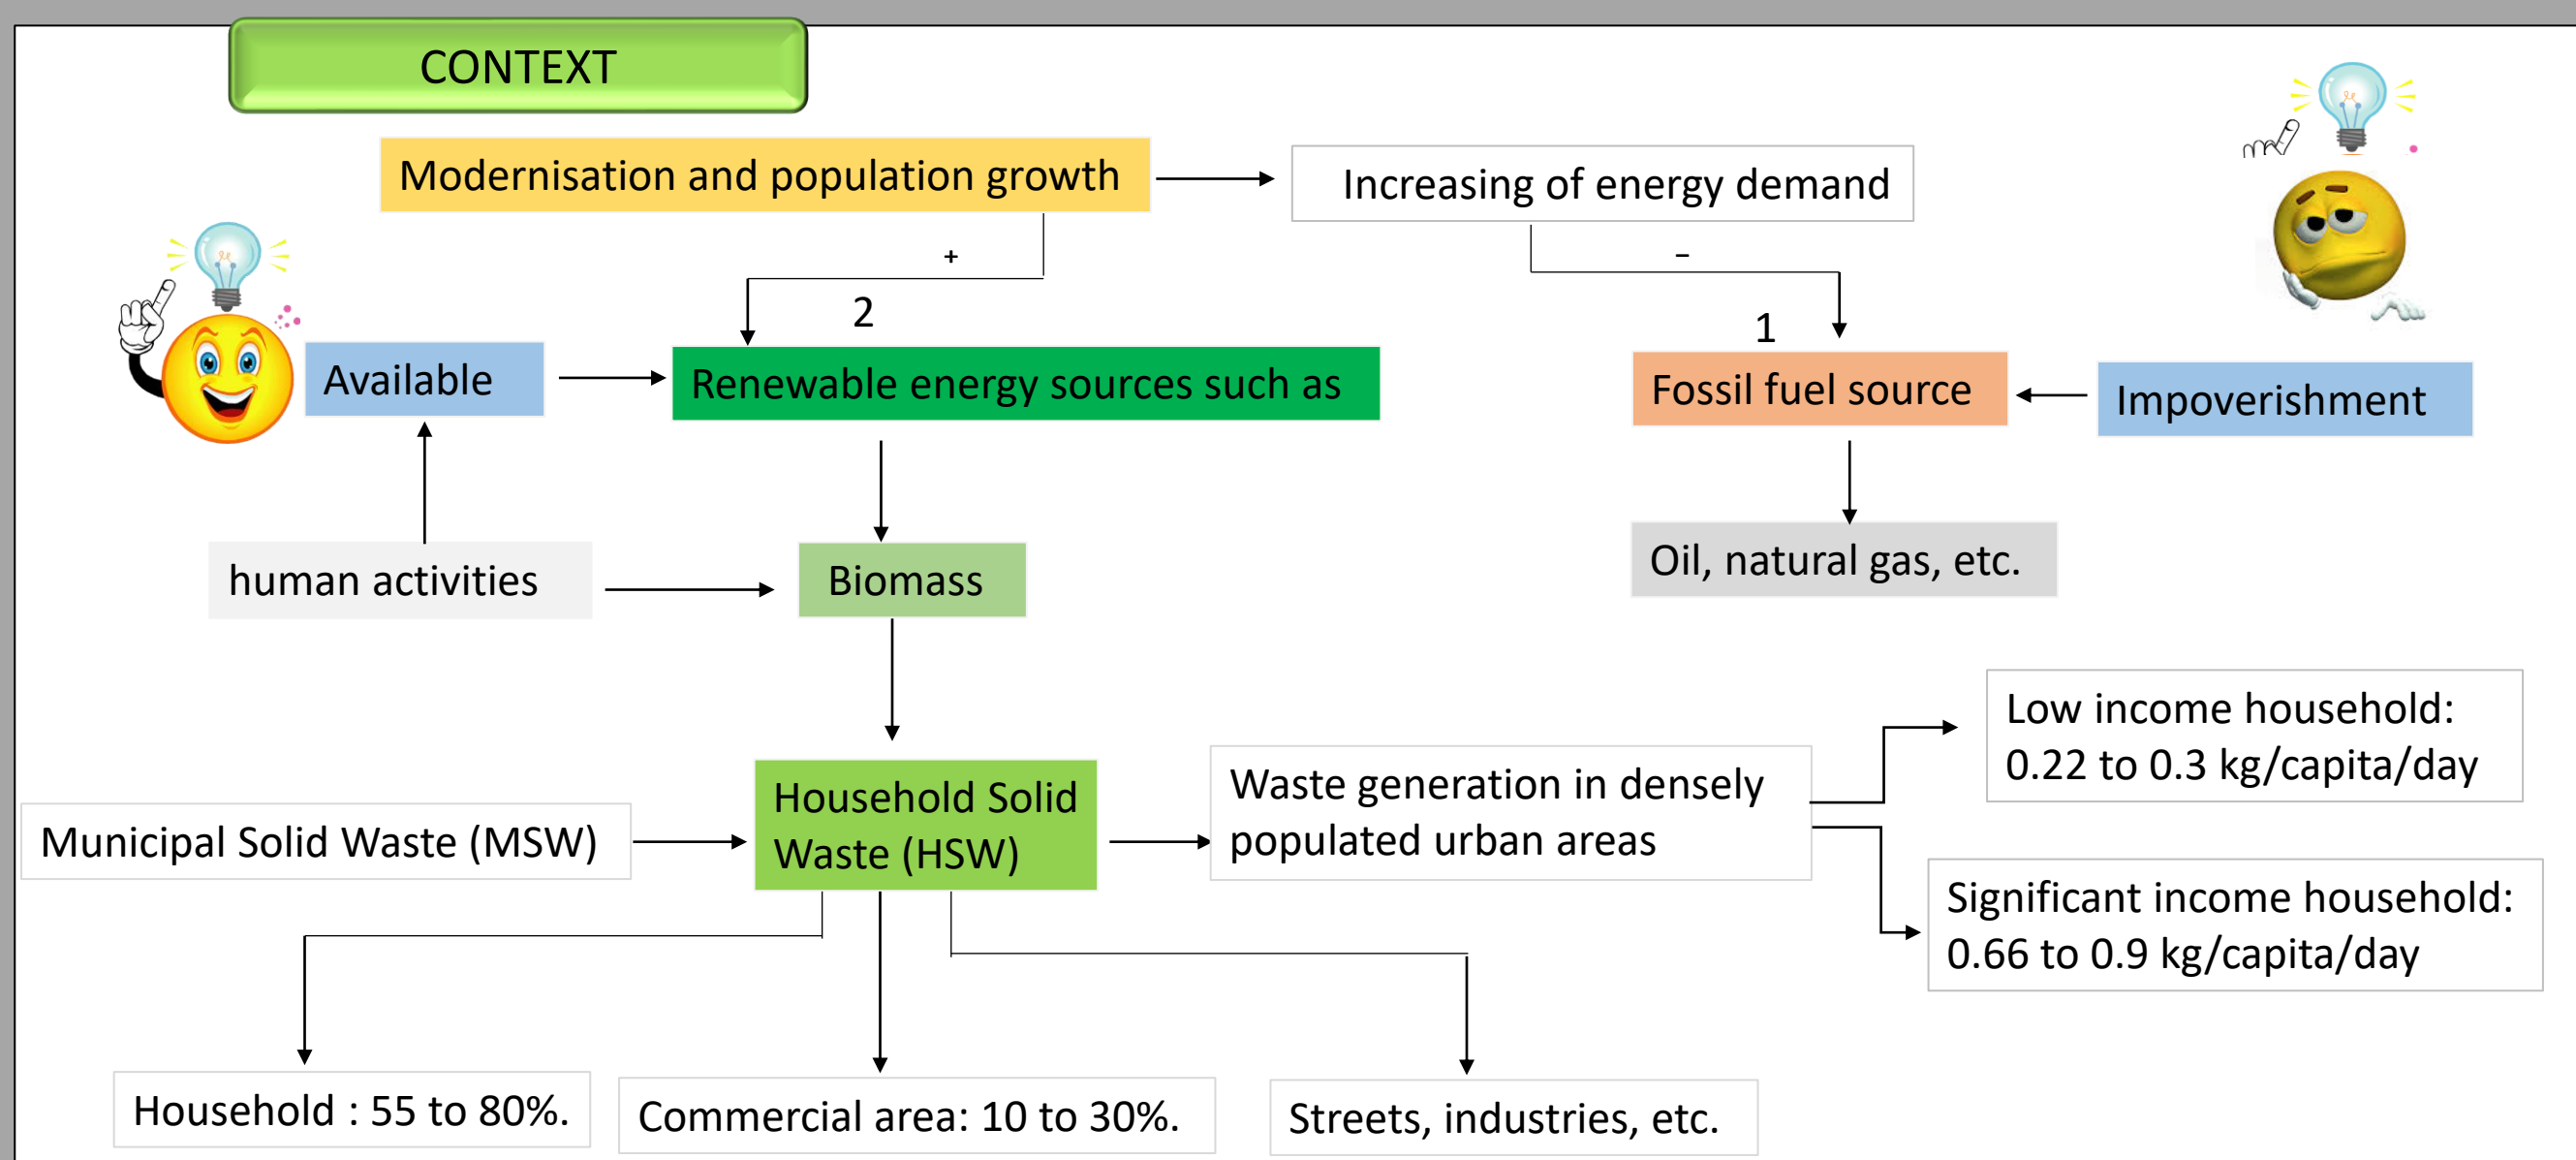 CONTEXT
Modernisation and population growth
Increasing of energy demand
+
–
2
1
Available
Renewable energy sources such as
Fossil fuel source
Impoverishment
human activities
Biomass
Oil, natural gas, etc.
Municipal Solid Waste (MSW)
Household Solid
Waste (HSW)
Waste generation in densely
populated urban areas
Low income household:
0.22 to 0.3 kg/capita/day
Significant income household:
0.66 to 0.9 kg/capita/day
Household : 55 to 80%.
Commercial area: 10 to 30%.
Streets, industries, etc.